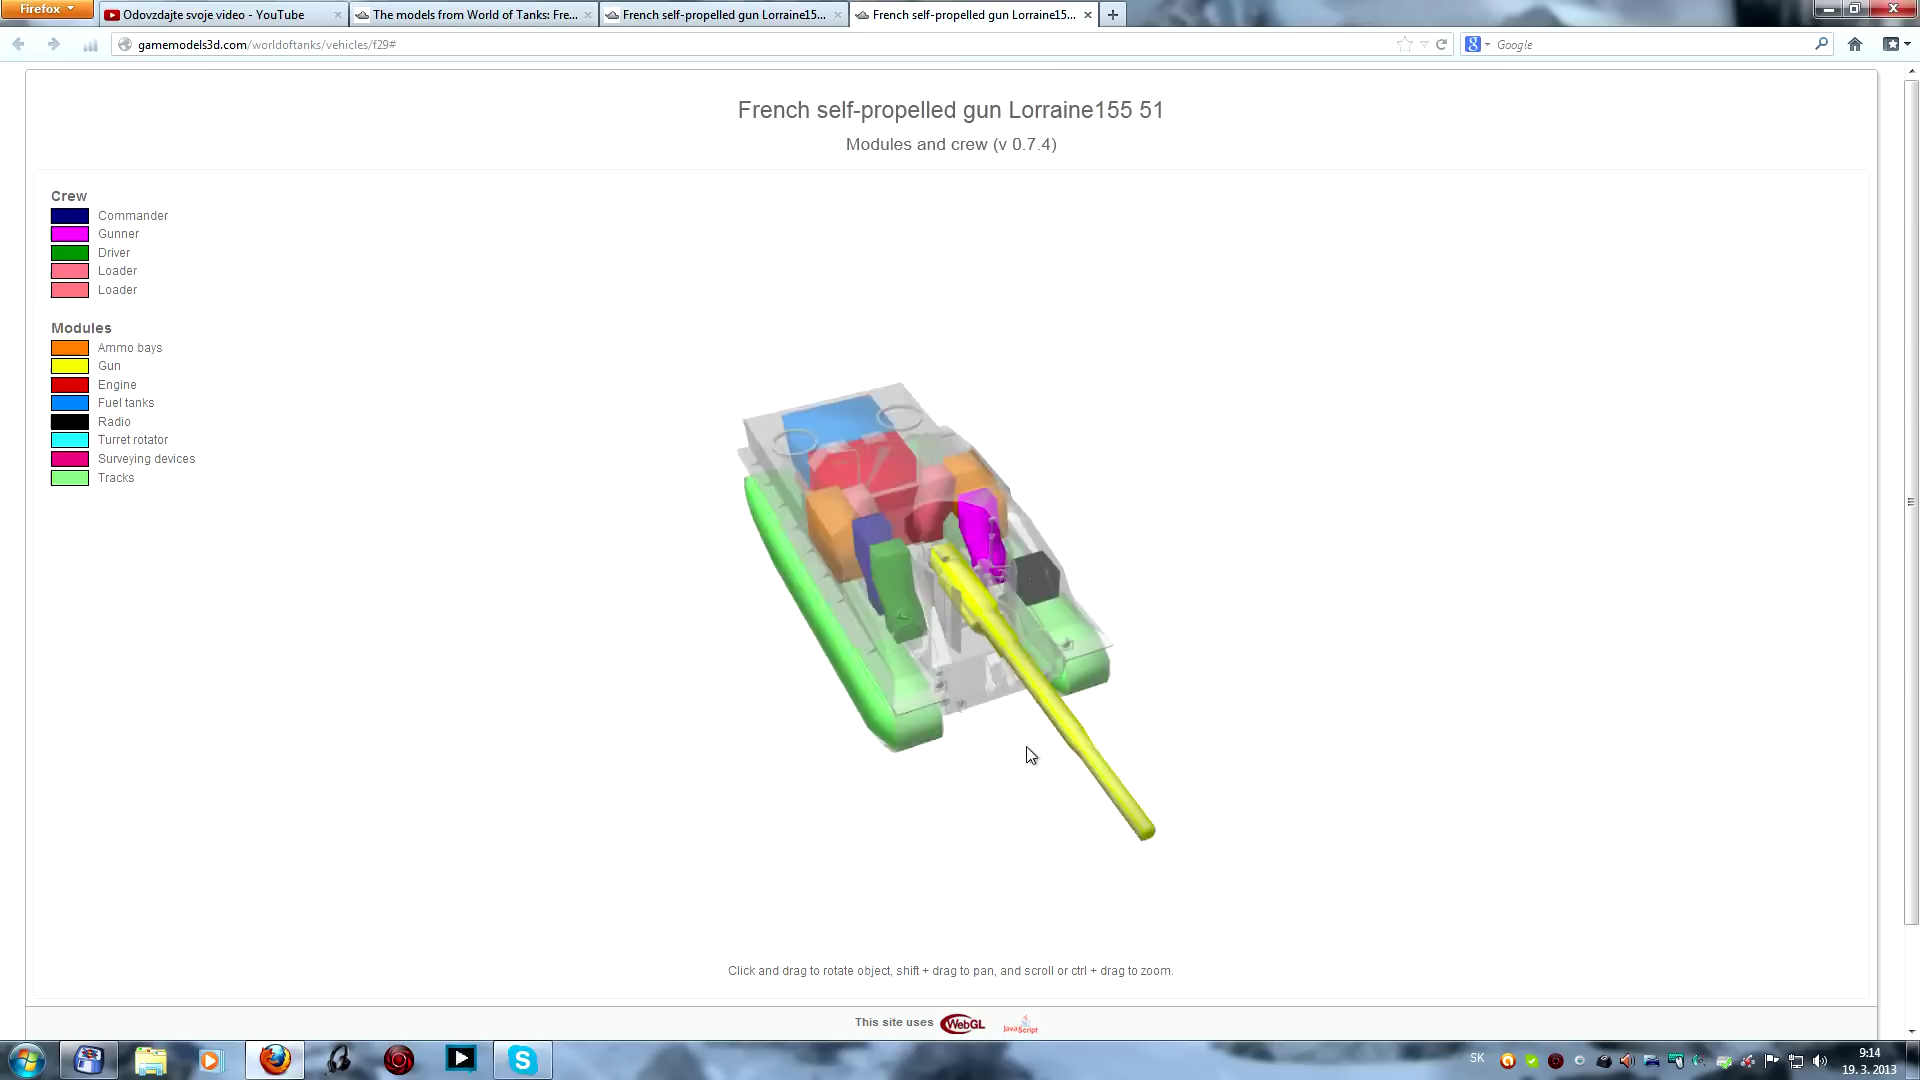 Firefox
Odovzdajte svoje video - YouTube
The models from World of Tanks: Fre...
French self-propelled gun Lorraine15...
French self-propelled gun Lorraine15...
gamemodels3d.com/worldoftanks/vehicles/f29#
Google
French self-propelled gun Lorraine155 51
Modules and crew (v 0.7.4)
Crew
Commander
Gunner
Driver
Loader
Loader
Modules
Ammo bays
Gun
Engine
Fuel tanks
Radio
Turret rotator
Surveying devices
Tracks
Click and drag to rotate object, shift + drag to pan, and scroll or ctrl + drag to zoom.
This site uses WebGL JavaScript
SK
9:14
19. 3. 2013